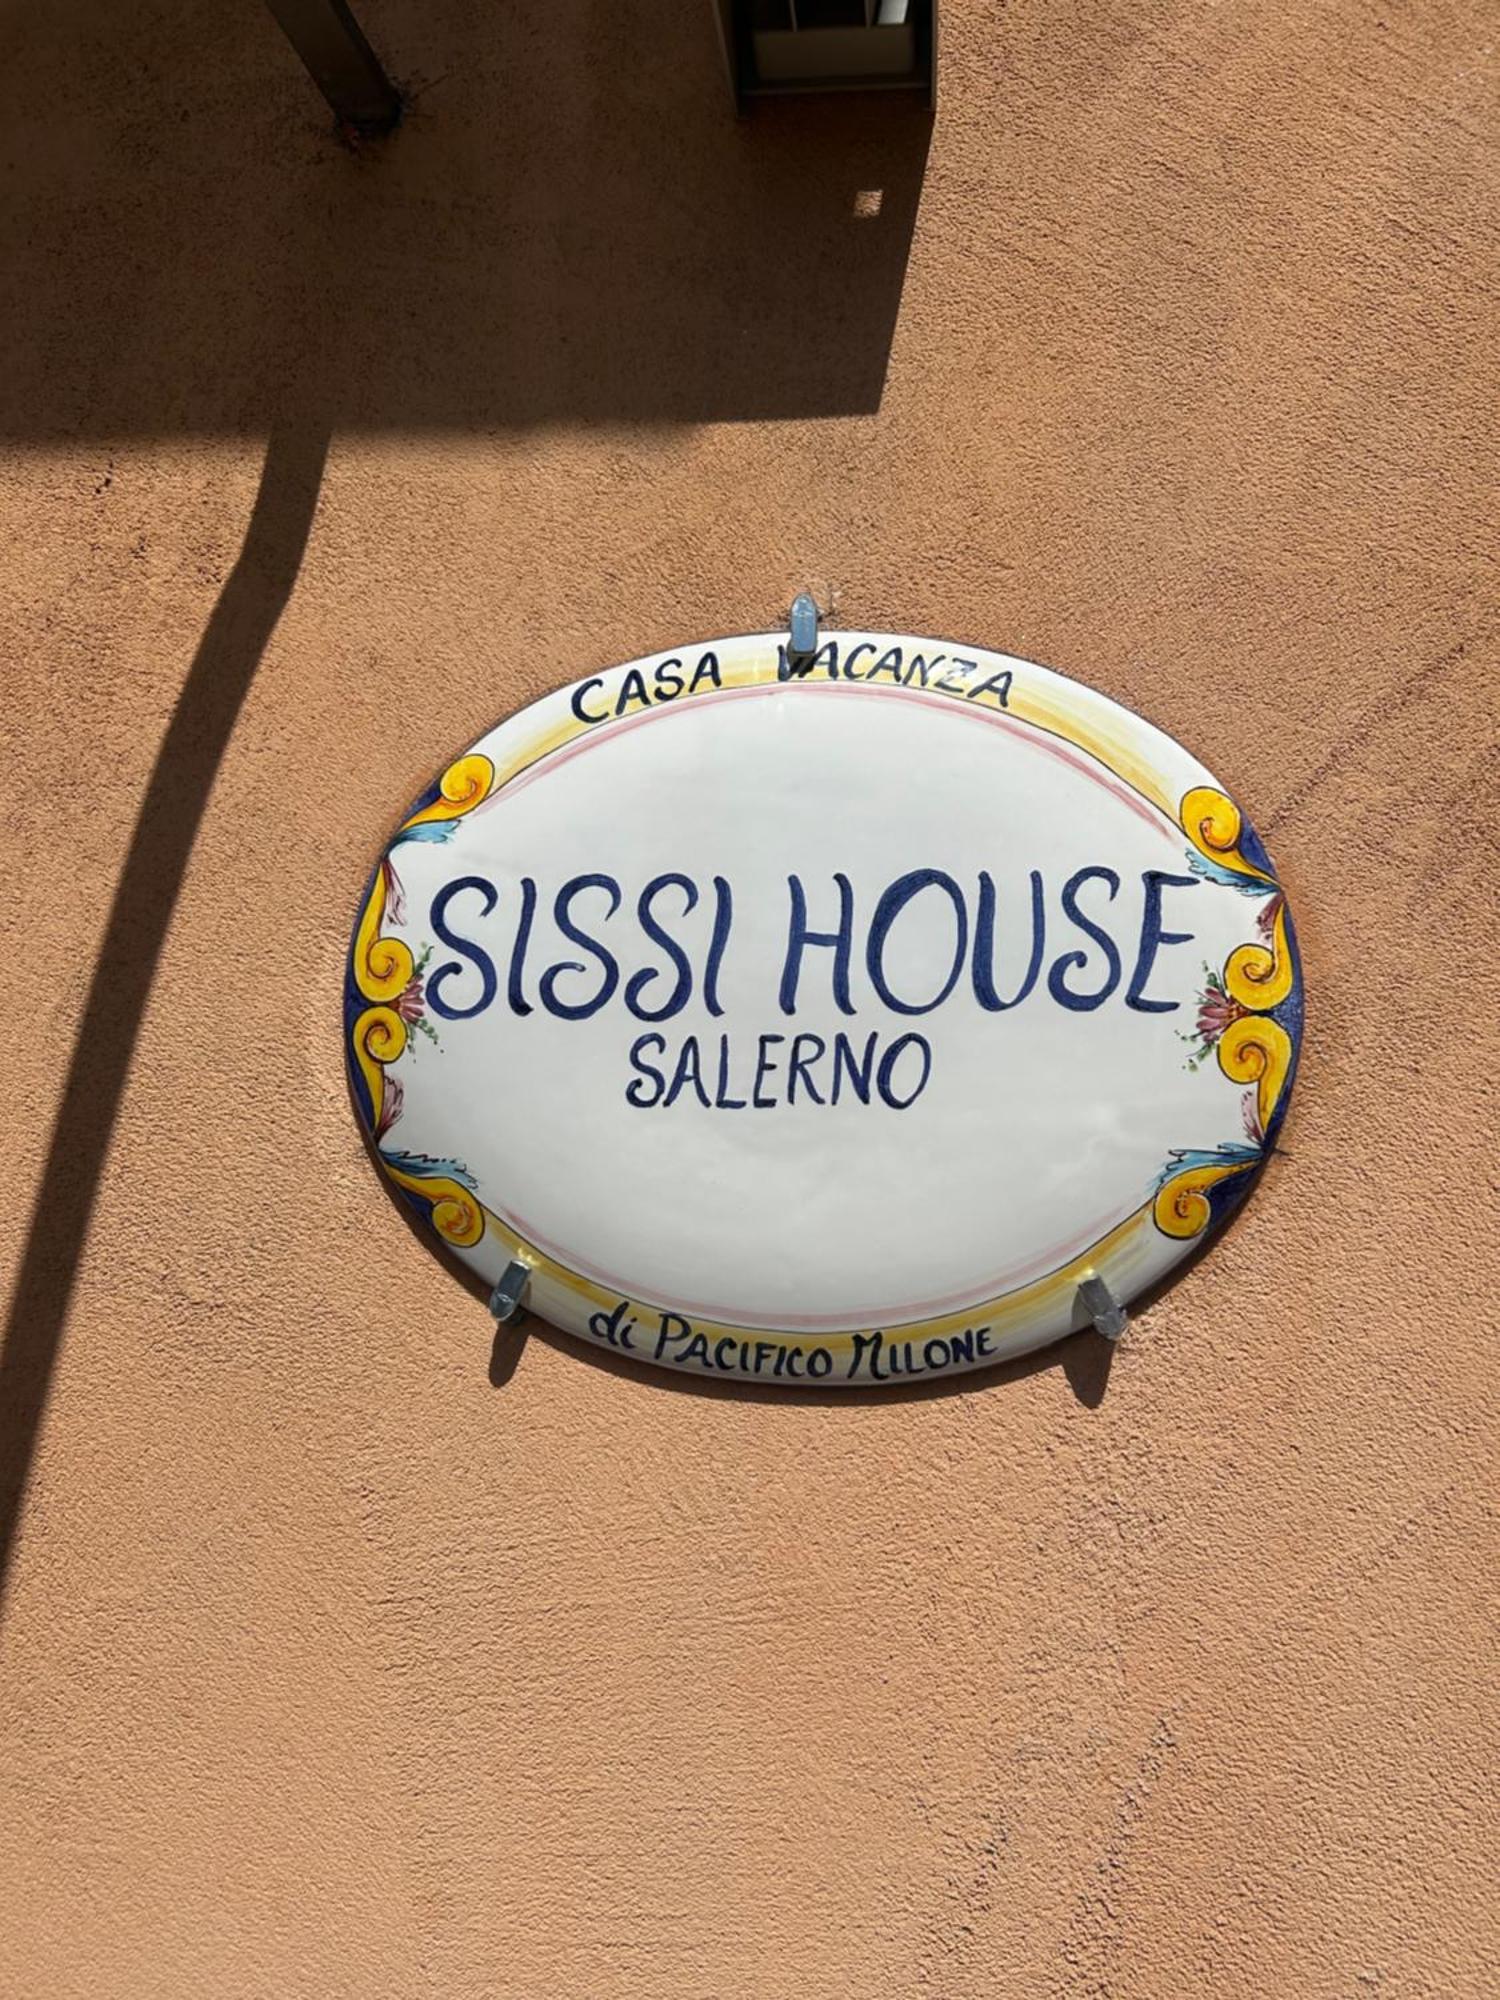 CASA VACANZA
SISSI HOUSE
SALERNO
di PACIFICO MILONE